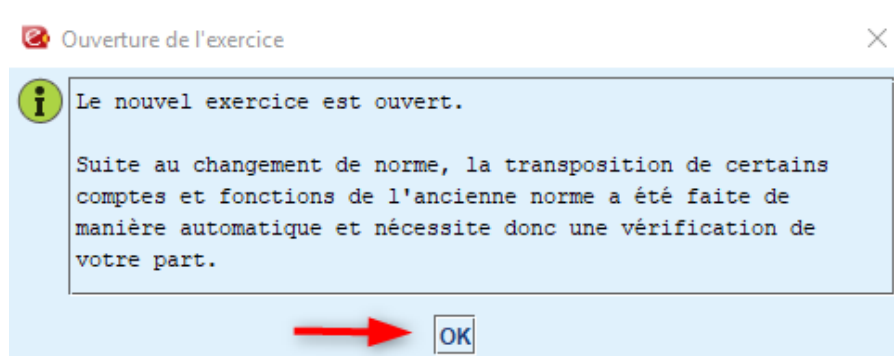 Ouverture de l'exercice
Le nouvel exercice est ouvert.
Suite au changement de norme, la transposition de certains
comptes et fonctions de l'ancienne norme a été faite de
manière automatique et nécessite donc une vérification de
votre part.
OK